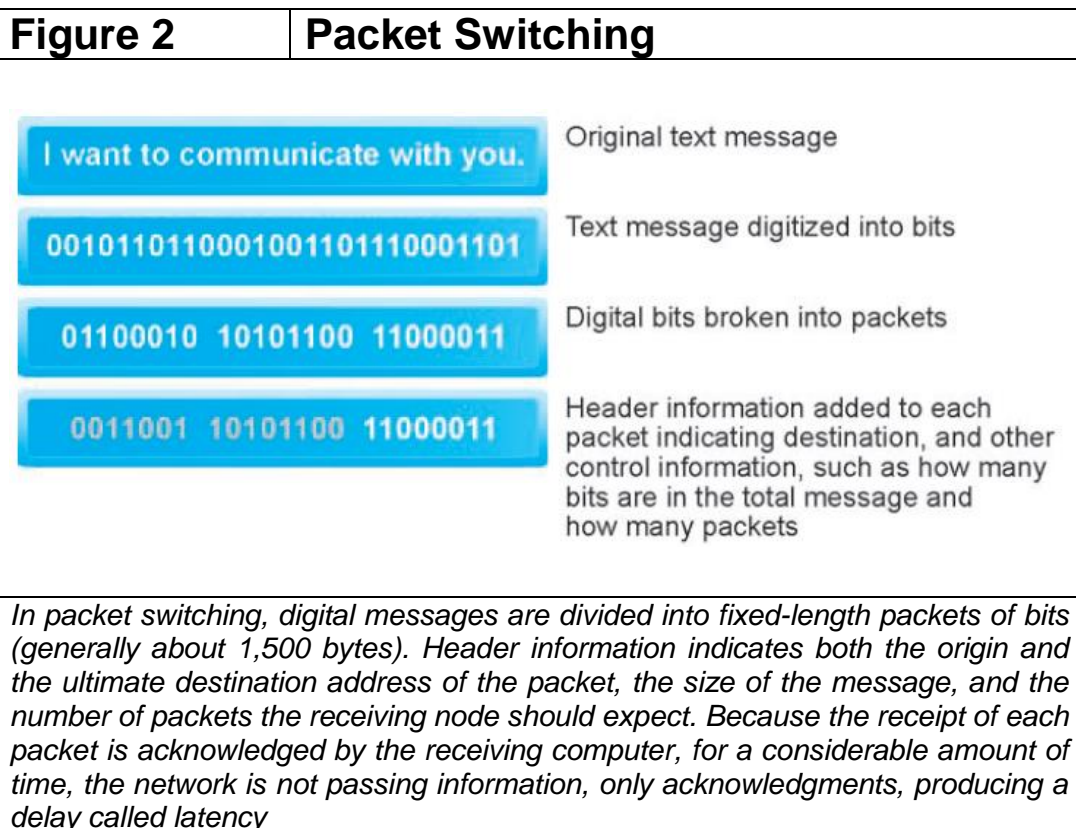 Figure 2 Packet Switching
I want to communicate with you.
Original text message
0010110110001001101110001101
Text message digitized into bits
01100010 10101100 11000011
Digital bits broken into packets
0011001 10101100 11000011
Header information added to each
packet indicating destination, and other
control information, such as how many
bits are in the total message and
how many packets
In packet switching, digital messages are divided into fixed-length packets of bits
(generally about 1,500 bytes). Header information indicates both the origin and
the ultimate destination address of the packet, the size of the message, and the
number of packets the receiving node should expect. Because the receipt of each
packet is acknowledged by the receiving computer, for a considerable amount of
time, the network is not passing information, only acknowledgments, producing a
delay called latency